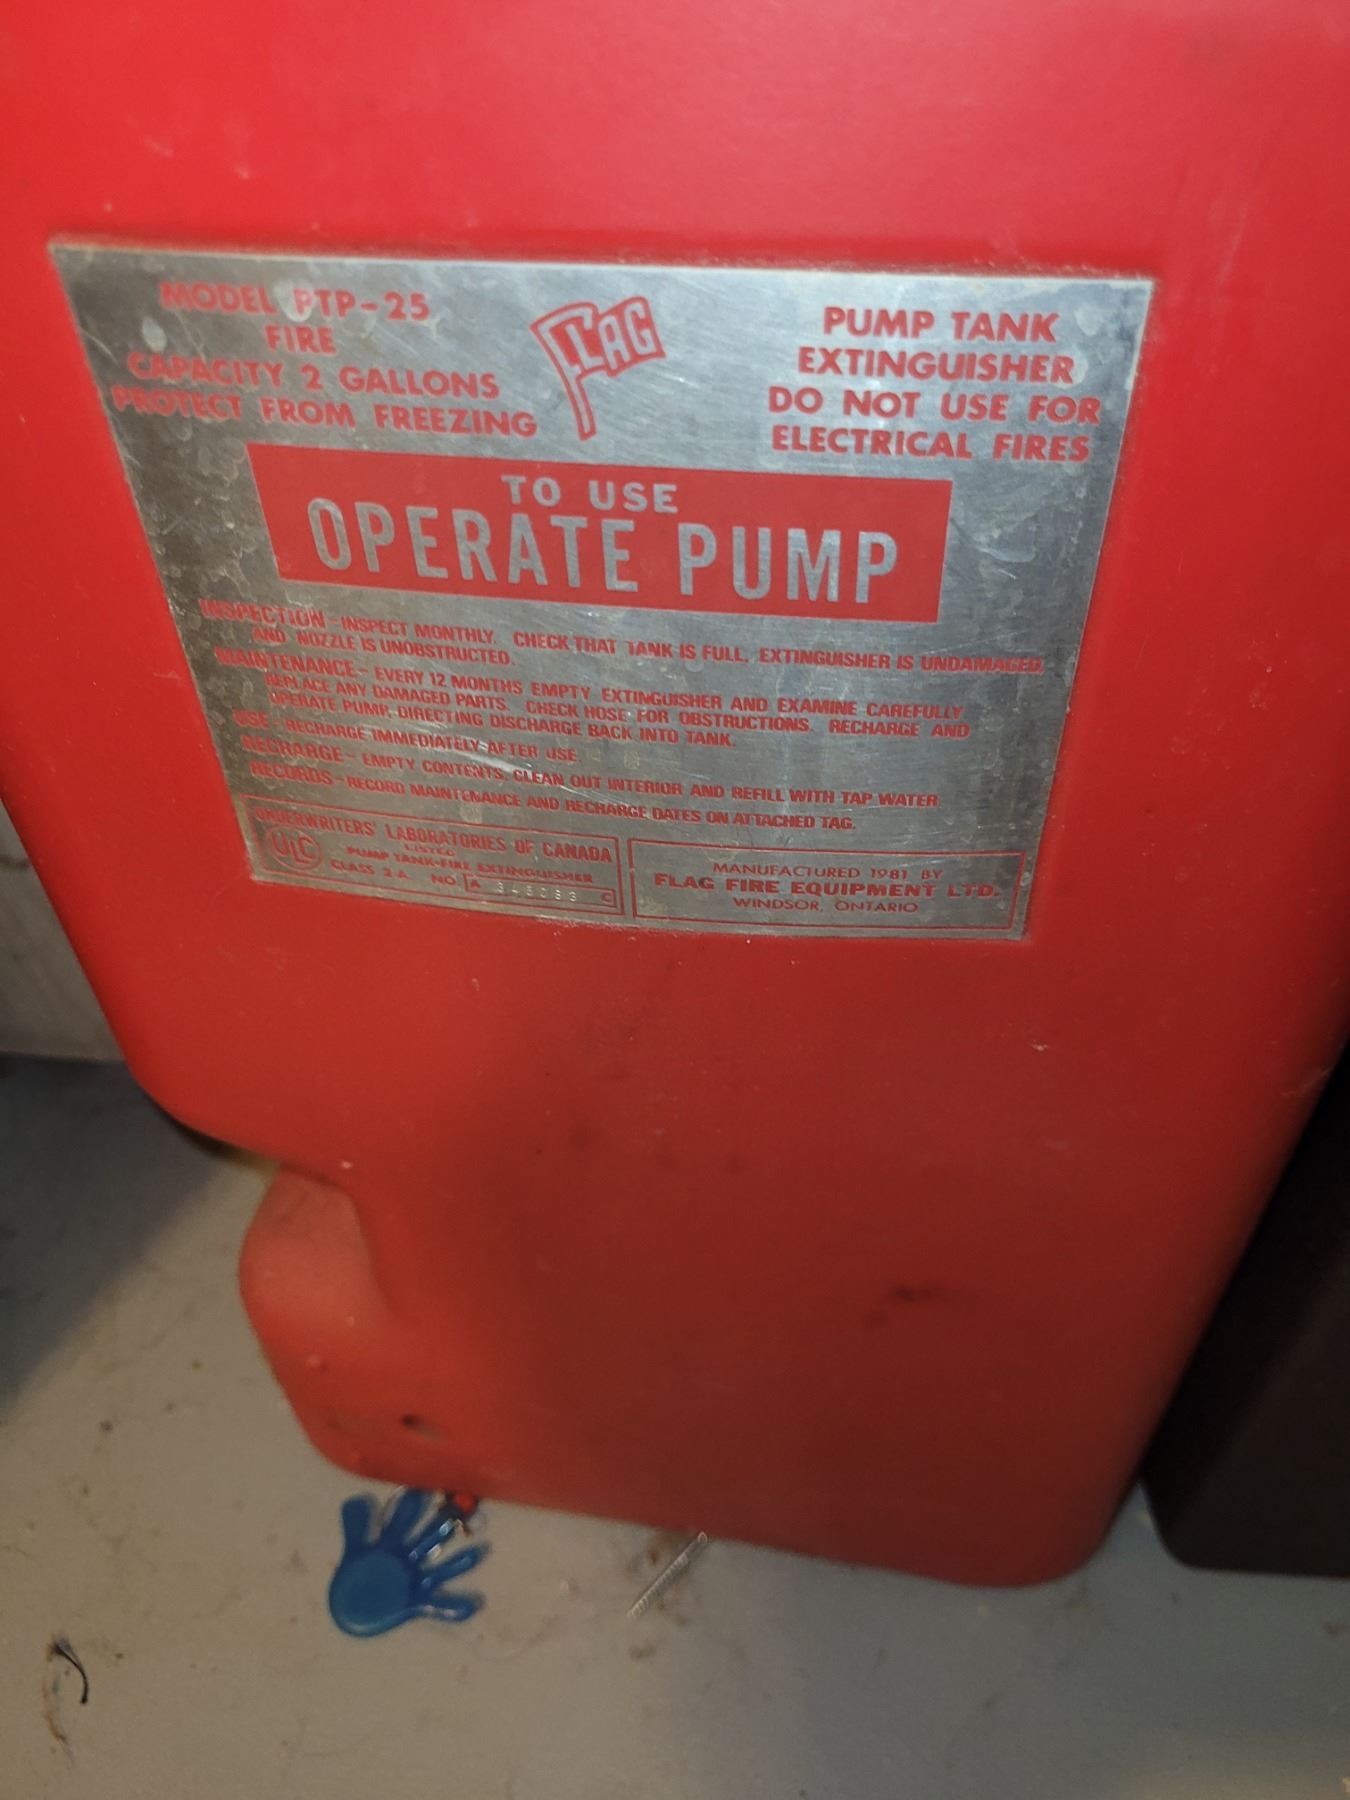 MODEL PTP-25
FIRE
CAPACITY 2 GALLONS
PROTECT FROM FREEZING
FLAG
PUMP TANK
EXTINGUISHER
DO NOT USE FOR
ELECTRICAL FIRES
TO USE
OPERATE PUMP
INSPECTION - INSPECT MONTHLY. CHECK THAT TANK IS FULL, EXTINGUISHER IS UNDAMAGED,
AND NOZZLE IS UNOBSTRUCTED.
MAINTENANCE - EVERY 12 MONTHS EMPTY EXTINGUISHER AND EXAMINE CAREFULLY
REPLACE ANY DAMAGED PARTS. CHECK HOSE FOR OBSTRUCTIONS. RECHARGE AND
OPERATE PUMP, DIRECTING DISCHARGE BACK INTO TANK.
USE - RECHARGE IMMEDIATELY AFTER USE.
RECHARGE - EMPTY CONTENTS, CLEAN OUT INTERIOR AND REFILL WITH TAP WATER
RECORDS - RECORD MAINTENANCE AND RECHARGE DATES ON ATTACHED TAG.
UNDERWRITERS' LABORATORIES OF CANADA
LISTED
ULC
PUMP TANK-FIRE EXTINGUISHER
CLASS 2-A NO. A C
MANUFACTURED 1981 BY
FLAG FIRE EQUIPMENT LTD.
WINDSOR, ONTARIO